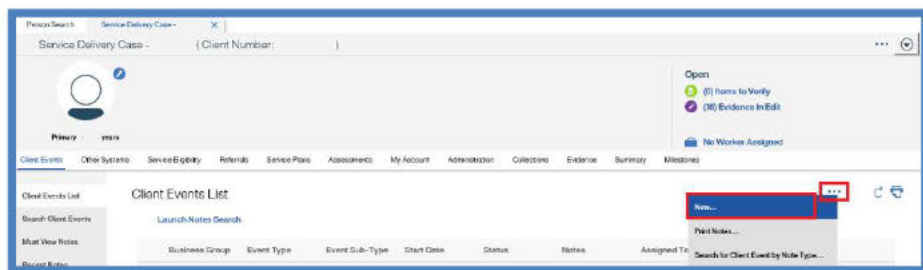 Person Search Service Delivery Case - X
Service Delivery Case - (Client Number: )
Open
(0) Items to Verify
(16) Evidence In Edit
Primary years
No Worker Assigned
Client Events Other Systems Service Eligibility Referrals Service Plans Assessments My Account Administration Collections Evidence Summary Milestones
Client Events List
Client Events List
New...
Search Client Events
Launch Notes Search
Print Notes...
Must View Notes
Business Group Event Type Event Sub-Type Start Date Status Notes Assigned To
Search for Client Event by Note Type...
Recent Notes